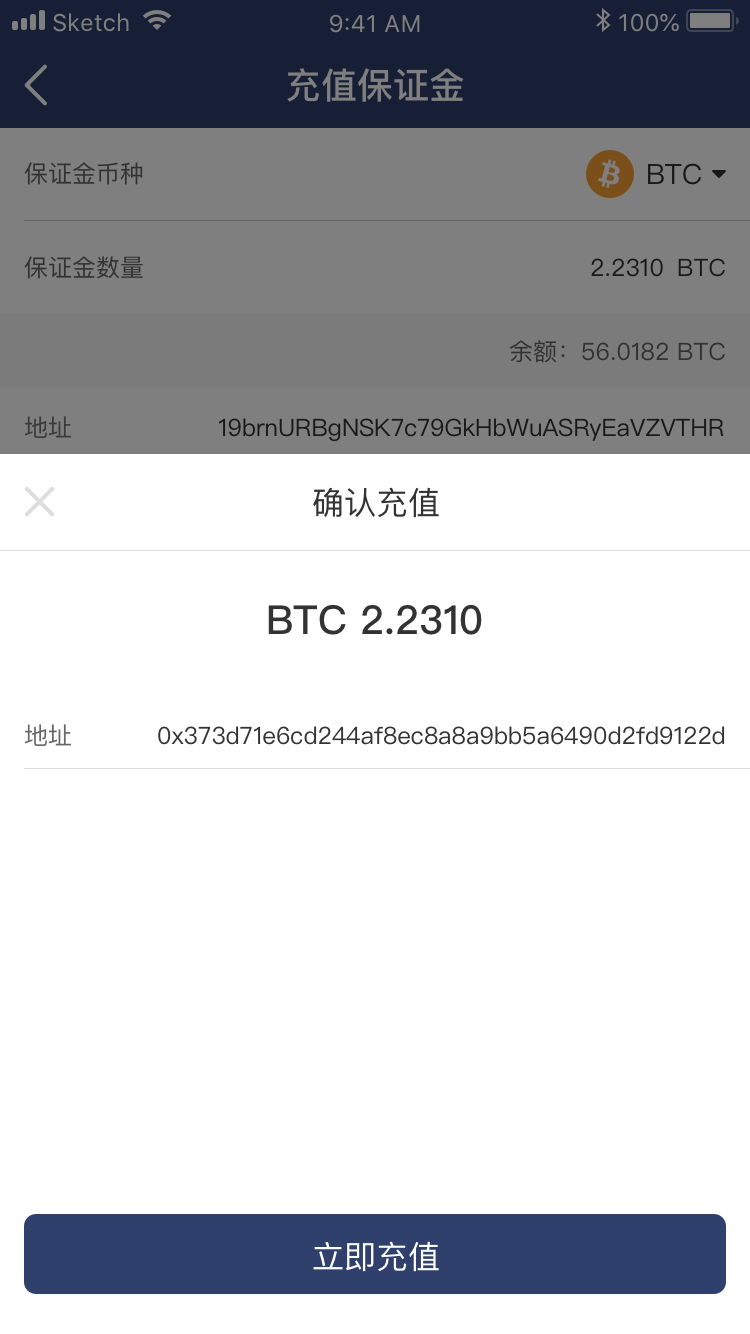 Sketch 9:41 AM 100%
充值保证金
保证金币种 BTC
保证金数量 2.2310 BTC
余额：56.0182 BTC
地址 19brnURBgNSK7c79GkHbWuASRyEaVZVTHR
确认充值
BTC 2.2310
地址 0x373d71e6cd244af8ec8a8a9bb5a6490d2fd9122d
立即充值